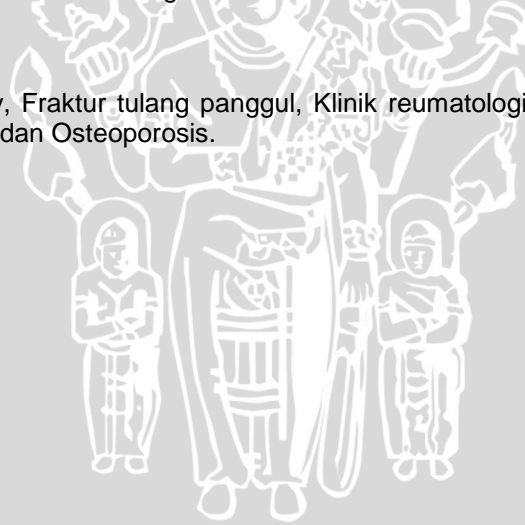 , Fraktur tulang panggul, Klinik reumatologi
dan Osteoporosis.